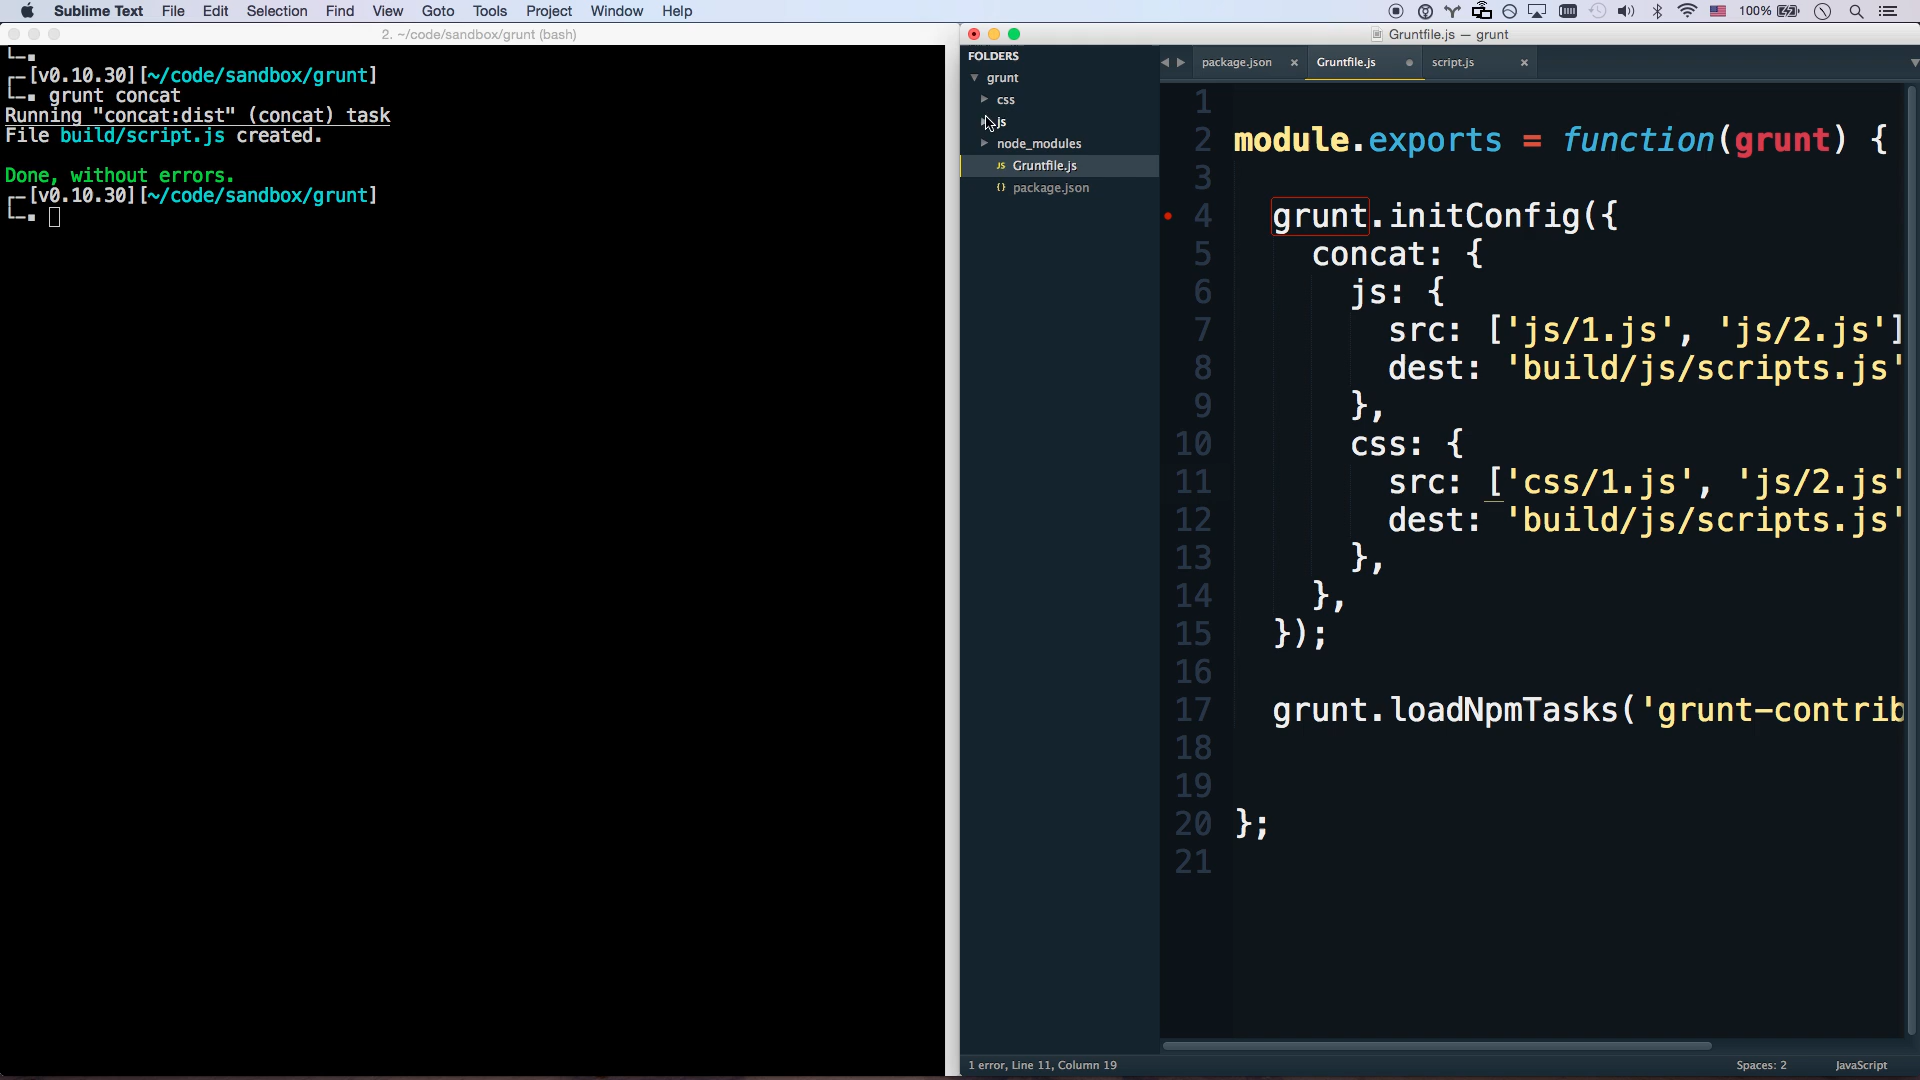 Sublime Text File Edit Selection Find View Goto Tools Project Window Help 100%
2. ~/code/sandbox/grunt (bash)
[v0.10.30][~/code/sandbox/grunt]
grunt concat
Running "concat:dist" (concat) task
File build/script.js created.
Done, without errors.
[v0.10.30][~/code/sandbox/grunt]
Gruntfile.js — grunt
FOLDERS
grunt
css
js
node_modules
JS Gruntfile.js
{} package.json
package.json × Gruntfile.js script.js ×
1
2 module.exports = function(grunt) {
3
4 grunt.initConfig({
5 concat: {
6 js: {
7 src: ['js/1.js', 'js/2.js']
8 dest: 'build/js/scripts.js'
9 },
10 css: {
11 src: ['css/1.js', 'js/2.js'
12 dest: 'build/js/scripts.js'
13 },
14 },
15 });
16
17 grunt.loadNpmTasks('grunt-contrib
18
19
20 };
21
1 error, Line 11, Column 19
Spaces: 2 JavaScript